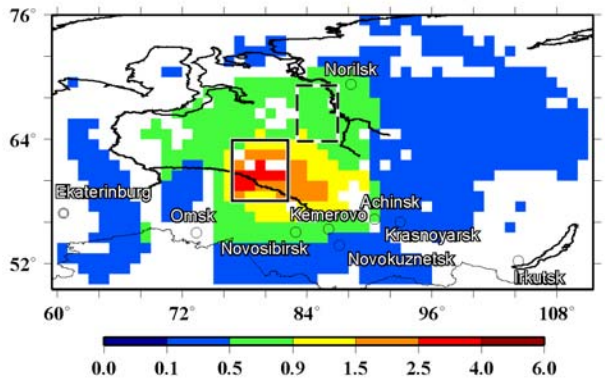 76°
Norilsk
64°
Ekaterinburg
Achinsk
Omsk
Kemerovo
Krasnoyarsk
Novosibirsk
Novokuznetsk
52°
Irkutsk
60 72 84 96 108
0.0 0.1 0.5 0.9 1.5 2.5 4.0 6.0